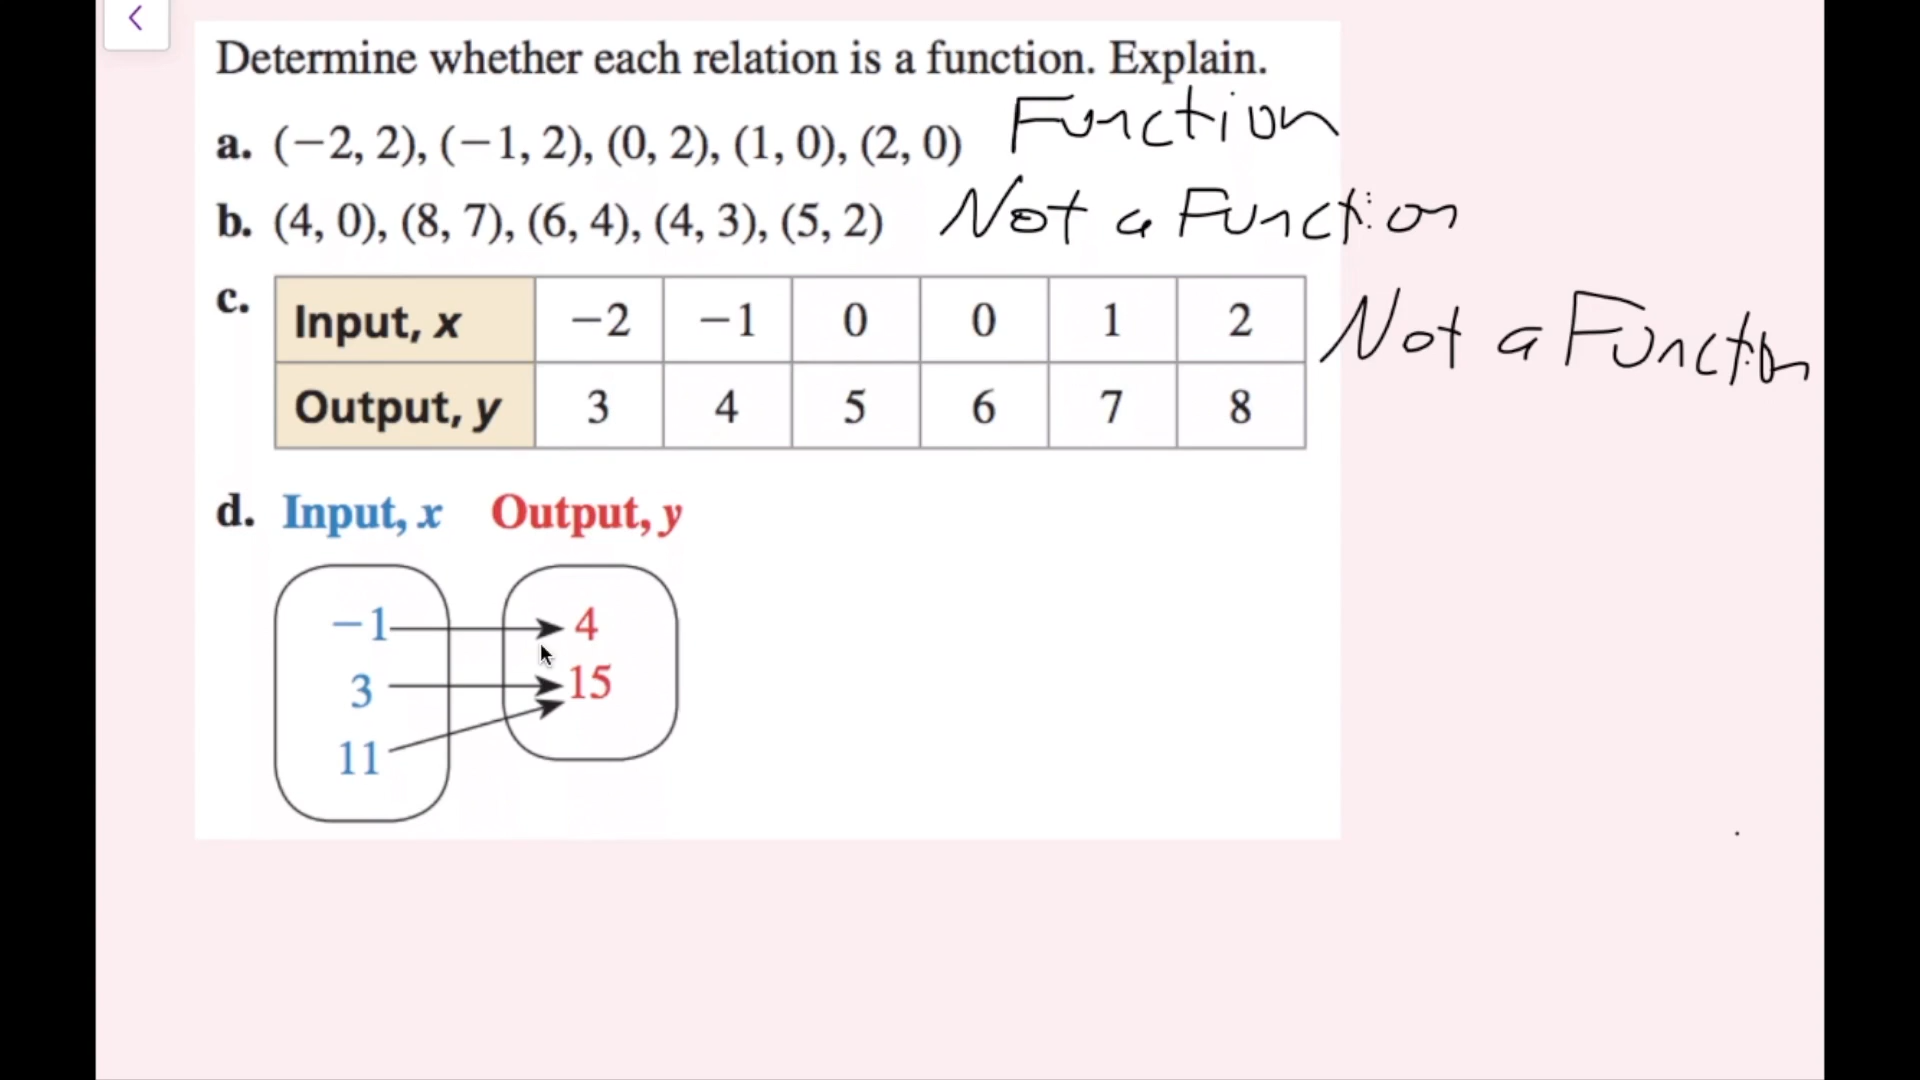 Determine whether each relation is a function. Explain.
a. (−2, 2), (−1, 2), (0, 2), (1, 0), (2, 0) Function
b. (4, 0), (8, 7), (6, 4), (4, 3), (5, 2) Not a Function
c. Input, x −2 −1 0 0 1 2 Not a Function
Output, y 3 4 5 6 7 8
d. Input, x Output, y
−1 4
3 15
11